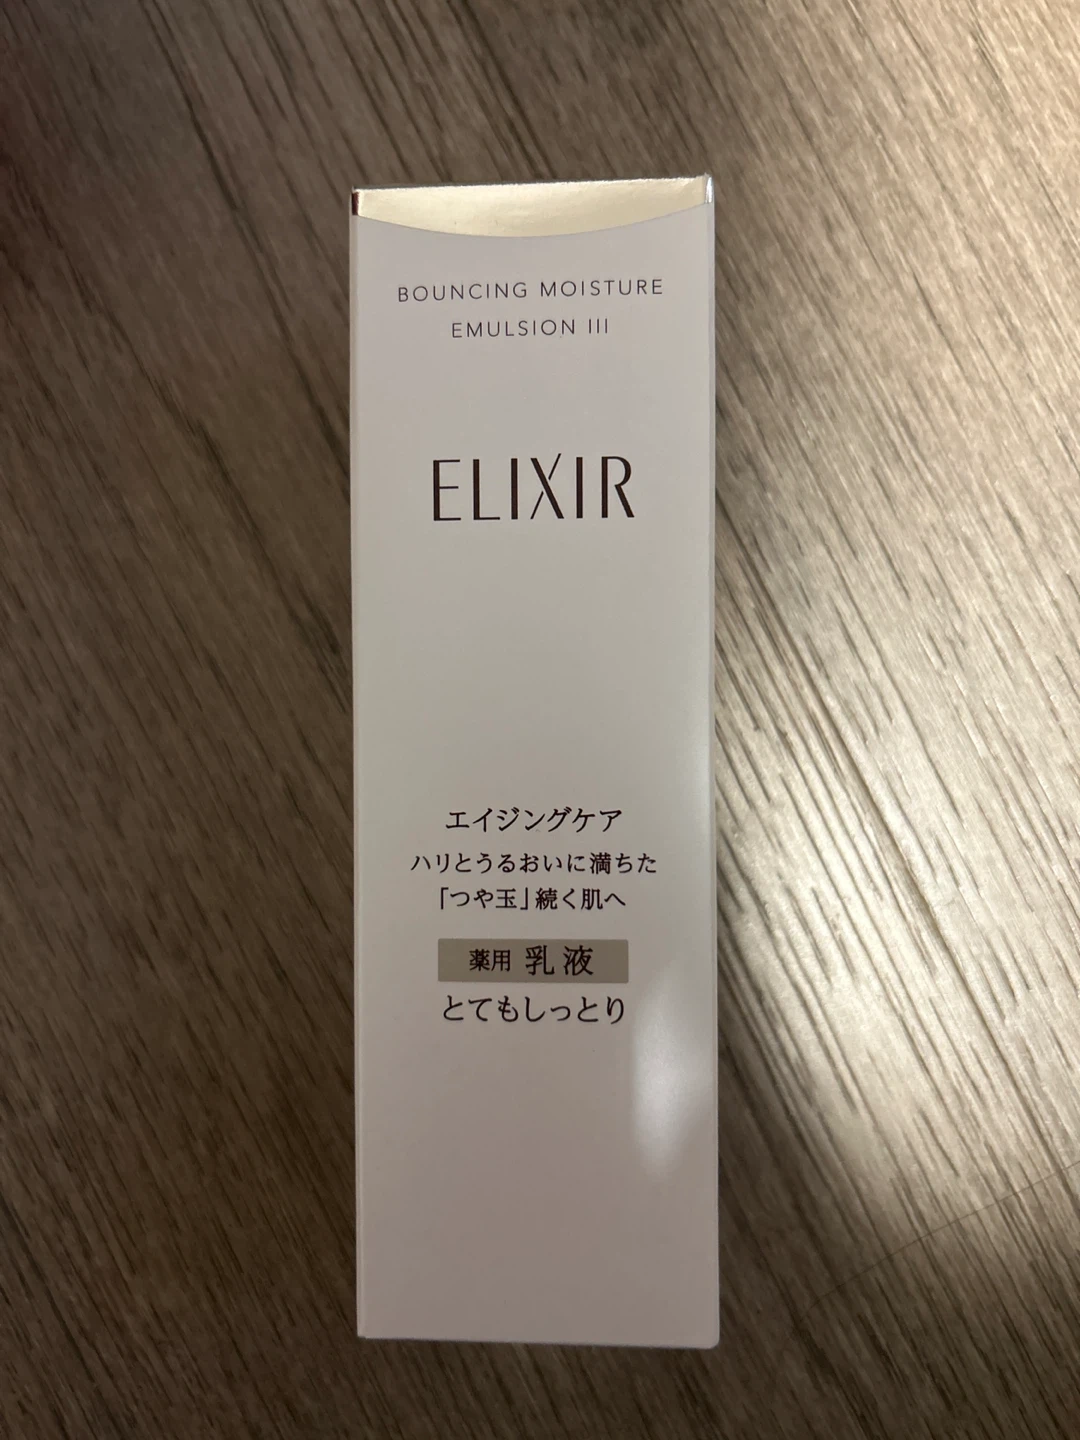 BOUNCING MOISTURE
EMULSION III
ELIXIR
エイジングケア
ハリとうるおいに満ちた
「つや玉」続く肌へ
薬用 乳液
とてもしっとり